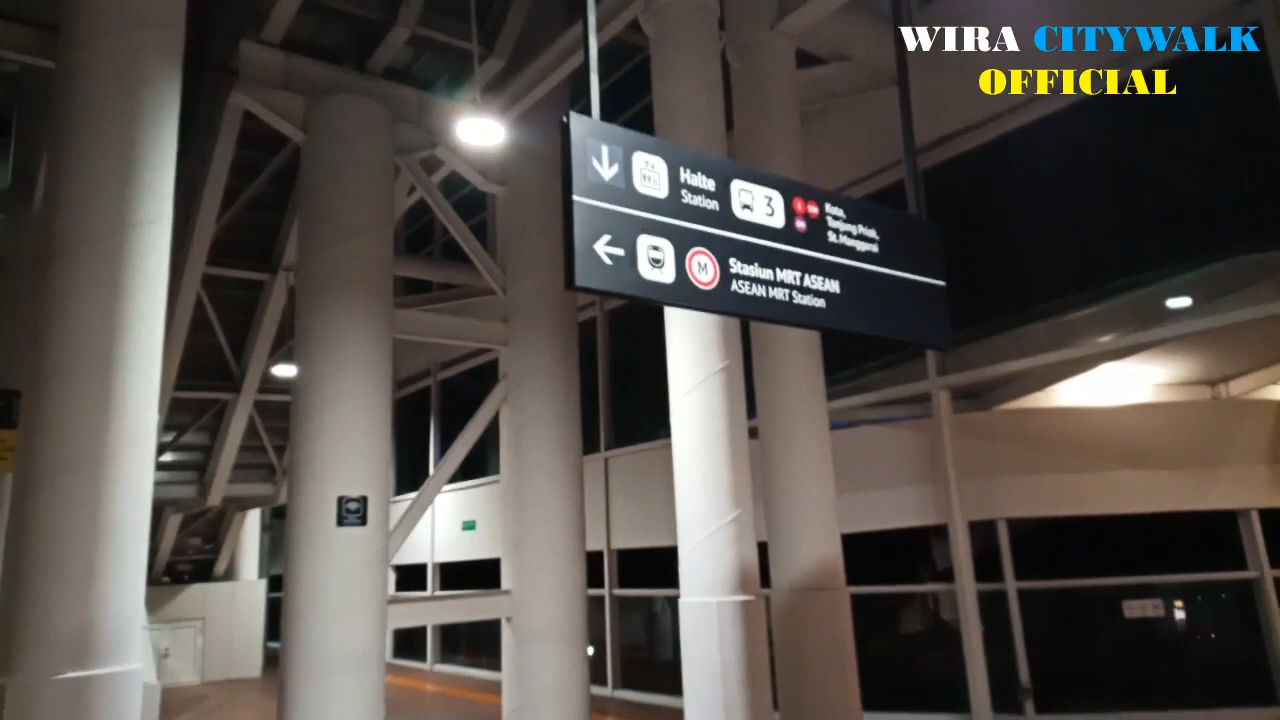 WIRA CITYWALK
OFFICIAL
Halte
Station
3
Kota,
Tanjung Priok,
St. Manggarai
M
Stasiun MRT ASEAN
ASEAN MRT Station